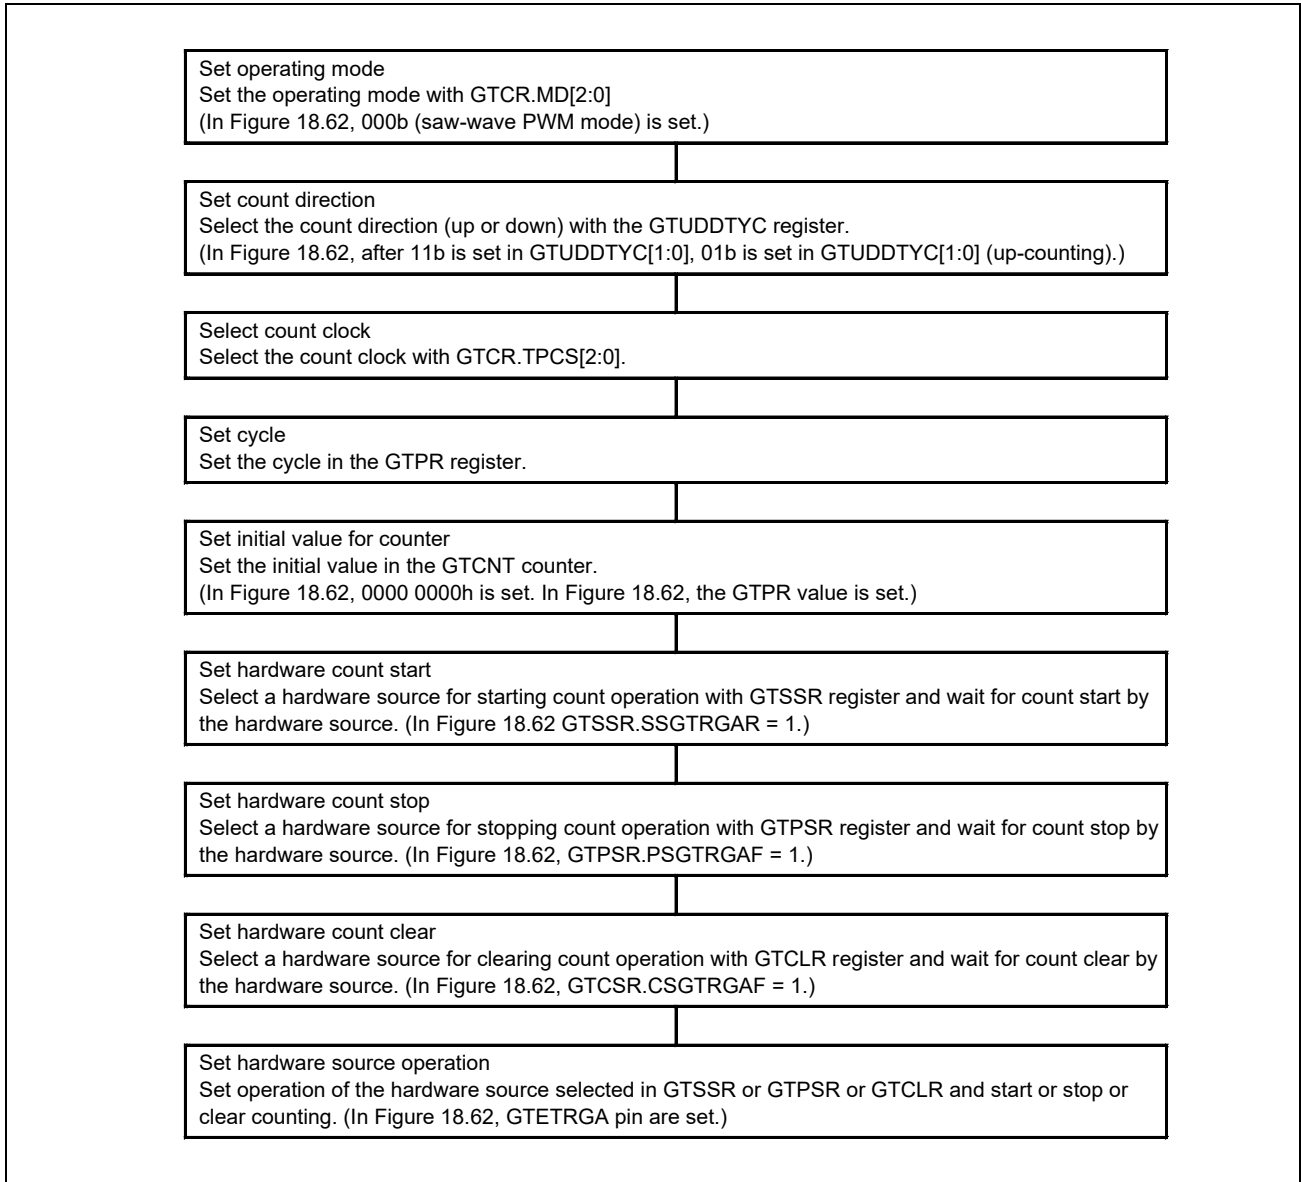 Set operating mode
Set the operating mode with GTCR.MD[2:0]
(In Figure 18.62, 000b (saw-wave PWM mode) is set.)
Set count direction
Select the count direction (up or down) with the GTUDDTYC register.
(In Figure 18.62, after 11b is set in GTUDDTYC[1:0], 01b is set in GTUDDTYC[1:0] (up-counting).)
Select count clock
Select the count clock with GTCR.TPCS[2:0].
Set cycle
Set the cycle in the GTPR register.
Set initial value for counter
Set the initial value in the GTCNT counter.
(In Figure 18.62, 0000 0000h is set. In Figure 18.62, the GTPR value is set.)
Set hardware count start
Select a hardware source for starting count operation with GTSSR register and wait for count start by
the hardware source. (In Figure 18.62 GTSSR.SSGTRGAR = 1.)
Set hardware count stop
Select a hardware source for stopping count operation with GTPSR register and wait for count stop by
the hardware source. (In Figure 18.62, GTPSR.PSGTRGAF = 1.)
Set hardware count clear
Select a hardware source for clearing count operation with GTCLR register and wait for count clear by
the hardware source. (In Figure 18.62, GTCSR.CSGTRGAF = 1.)
Set hardware source operation
Set operation of the hardware source selected in GTSSR or GTPSR or GTCLR and start or stop or
clear counting. (In Figure 18.62, GTETRGA pin are set.)